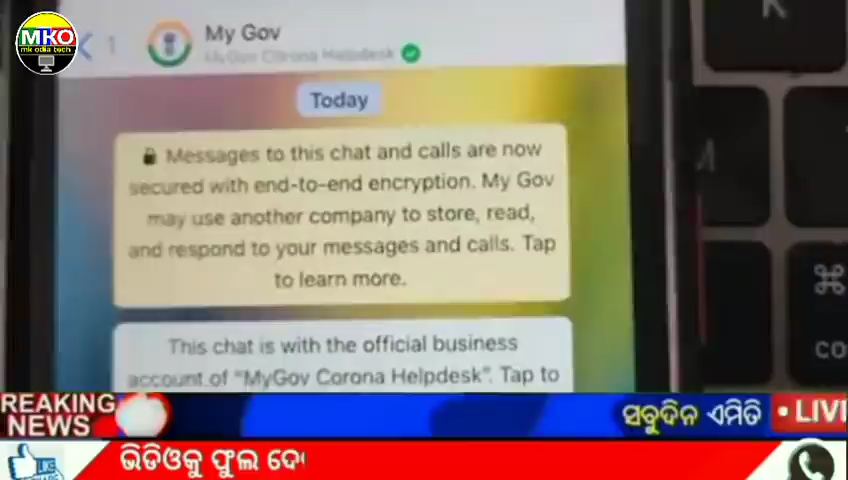 MKO
mk odia tech
1
My Gov
MyGov Corona Helpdesk
Today
Messages to this chat and calls are now
secured with end-to-end encryption. My Gov
may use another company to store, read,
and respond to your messages and calls. Tap
to learn more.
This chat is with the official business
account of "MyGov Corona Helpdesk". Tap to
K
M
⌘
co
REAKING
NEWS
ସବୁଦିନ ଏମିତି
• LIVE
LIKE
ଭିଡିଓକୁ ଫୁଲ